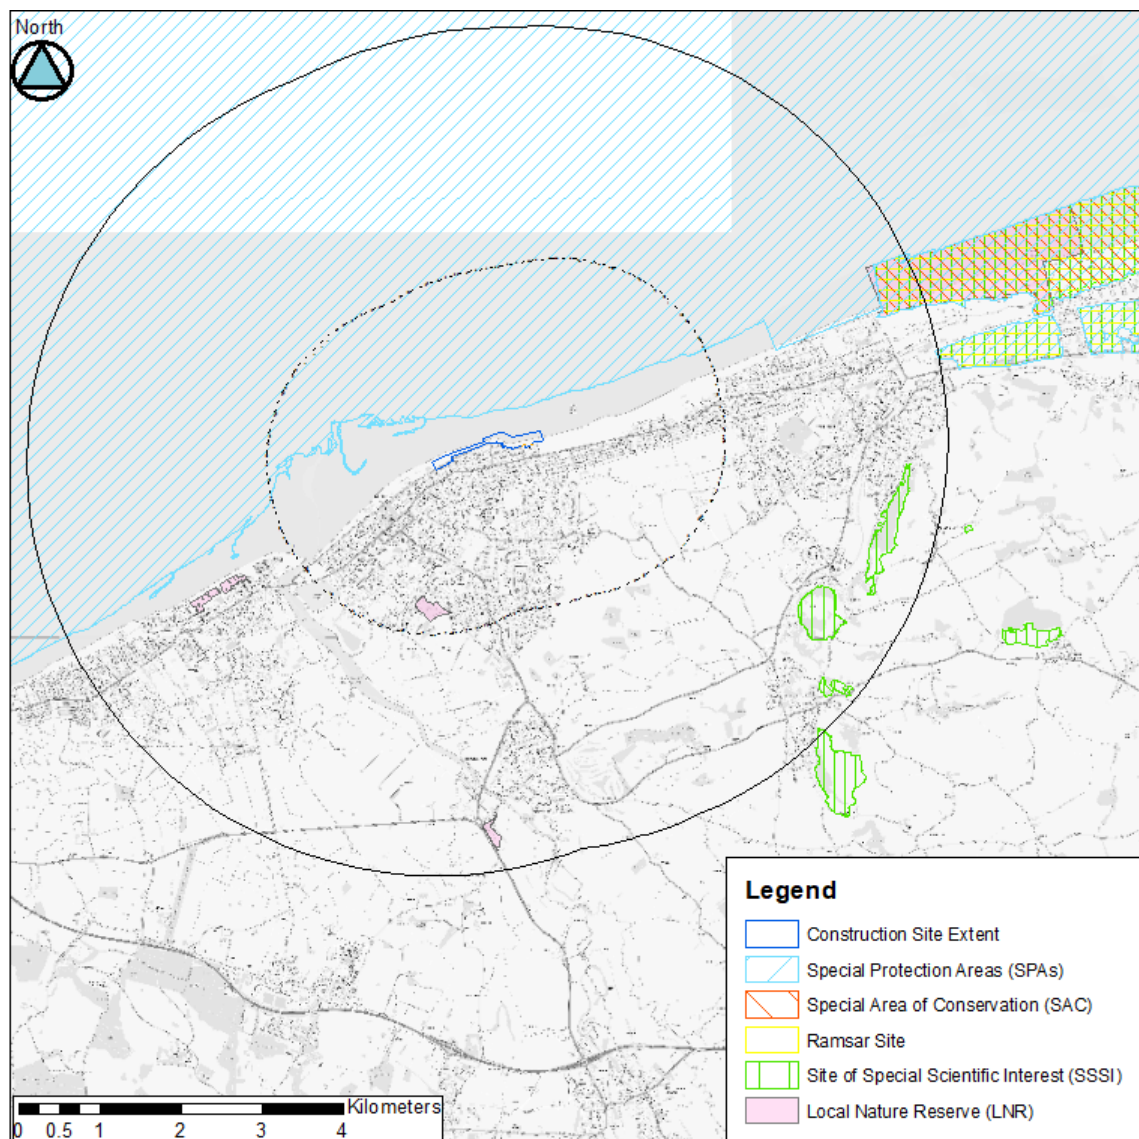 North
Legend
Construction Site Extent
Special Protection Areas (SPAs)
Special Area of Conservation (SAC)
Ramsar Site
Site of Special Scientific Interest (SSSI)
Local Nature Reserve (LNR)
Kilometers
0 0.5 1 2 3 4